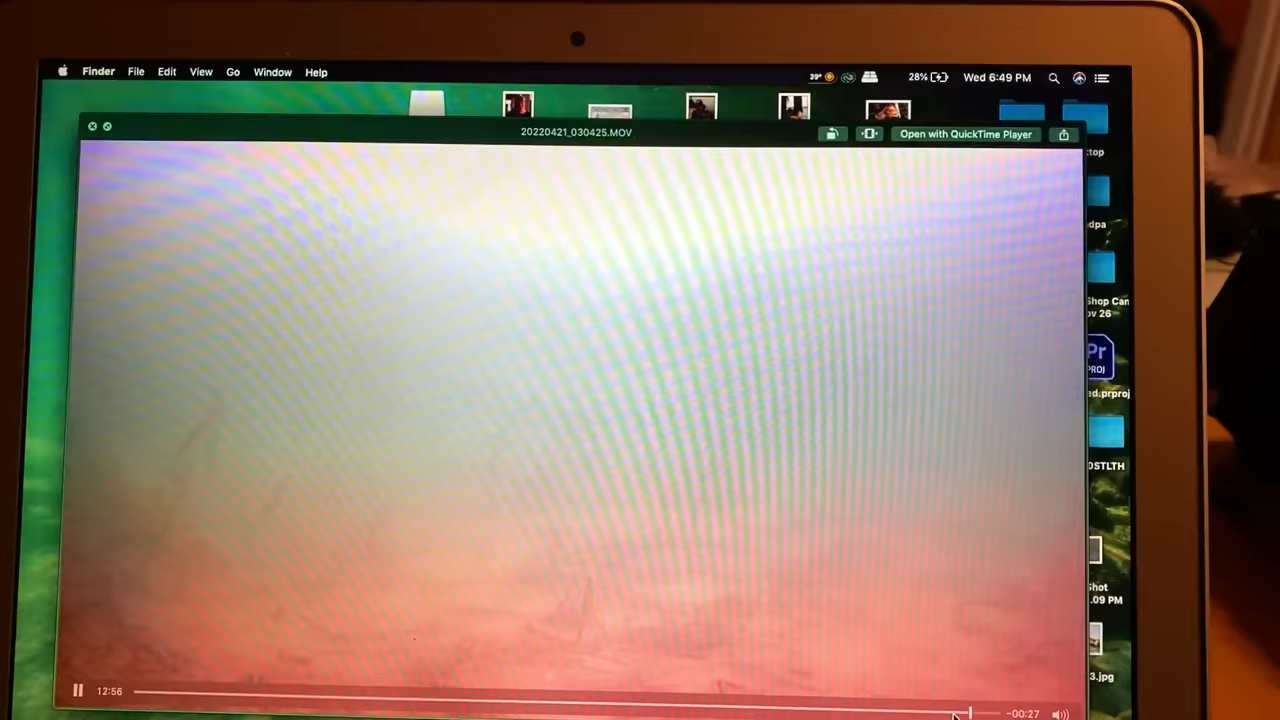 Finder File Edit View Go Window Help
39° 28% Wed 6:49 PM
20220421_030425.MOV
Open with QuickTime Player
top
dpa
Shop Can
ov 26
Pr
PROJ
ed.prproj
OSTLTH
Shot
.09 PM
3.jpg
12:56
-00:27